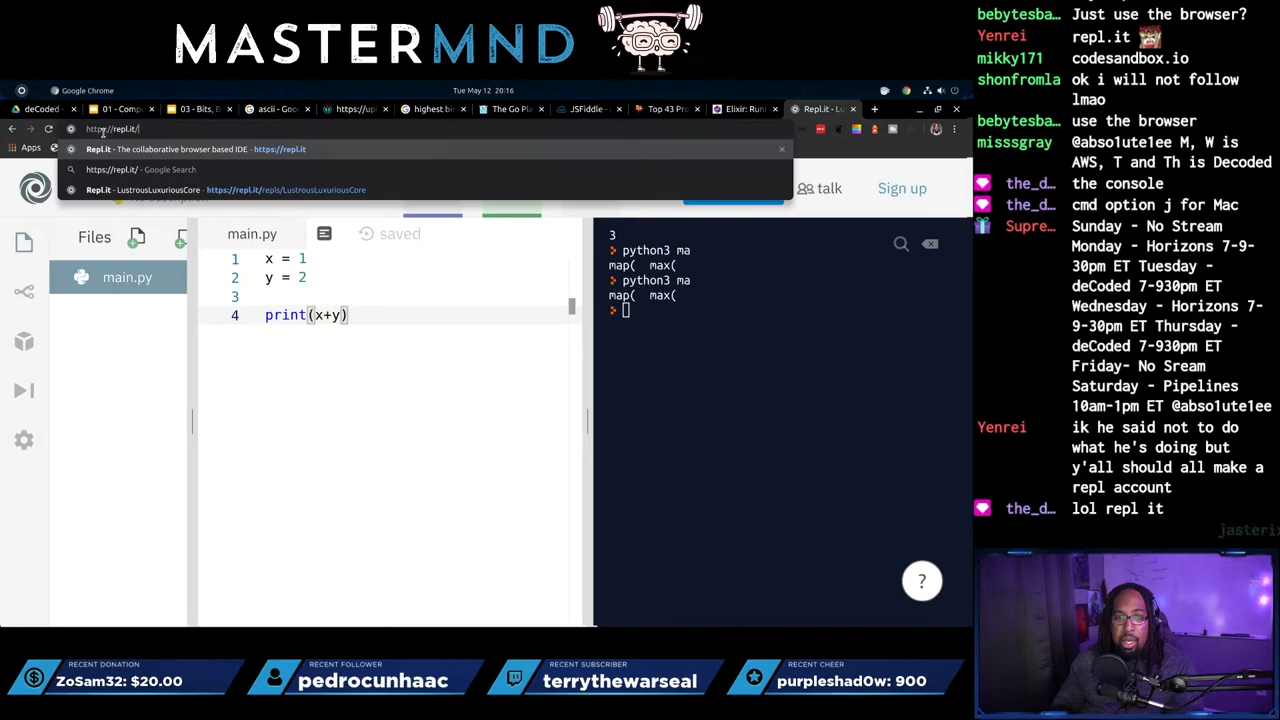 MASTERMND
Google Chrome
Tue May 12 20:16
deCoded -
01 - Compu
03 - Bits, B
ascii - Goo
https://up
highest bin
The Go Pla
JSFiddle -
Top 43 Pro
Elixir: Runt
Repl.it - Lu
https://repl.it/
Apps
Repl.it - The collaborative browser based IDE - https://repl.it
https://repl.it/ - Google Search
Repl.it - LustrousLuxuriousCore - https://repl.it/repls/LustrousLuxuriousCore
No description
talk
Sign up
Files
main.py
main.py
saved
1 x = 1
2 y = 2
3
4 print(x+y)
3
python3 ma
map( max(
python3 ma
map( max(
?
bebytesba... Just use the browser?
Yenrei repl.it
mikky171 codesandbox.io
shonfromla ok i will not follow
lmao
bebytesba... use the browser
misssgray @abso1ute1ee M, W is
AWS, T and Th is Decoded
the_d... the console
the_d... cmd option j for Mac
Supre... Sunday - No Stream
Monday - Horizons 7-9-
30pm ET Tuesday -
deCoded 7-930pm ET
Wednesday - Horizons 7-
9-30pm ET Thursday -
deCoded 7-930pm ET
Friday- No Sream
Saturday - Pipelines
10am-1pm ET @abso1ute1ee
Yenrei ik he said not to do
what he's doing but
y'all should all make a
repl account
the_d... lol repl it
jasteri
RECENT DONATION
ZoSam32: $20.00
RECENT FOLLOWER
pedrocunhaac
RECENT SUBSCRIBER
terrythewarseal
RECENT CHEER
purpleshad0w: 900